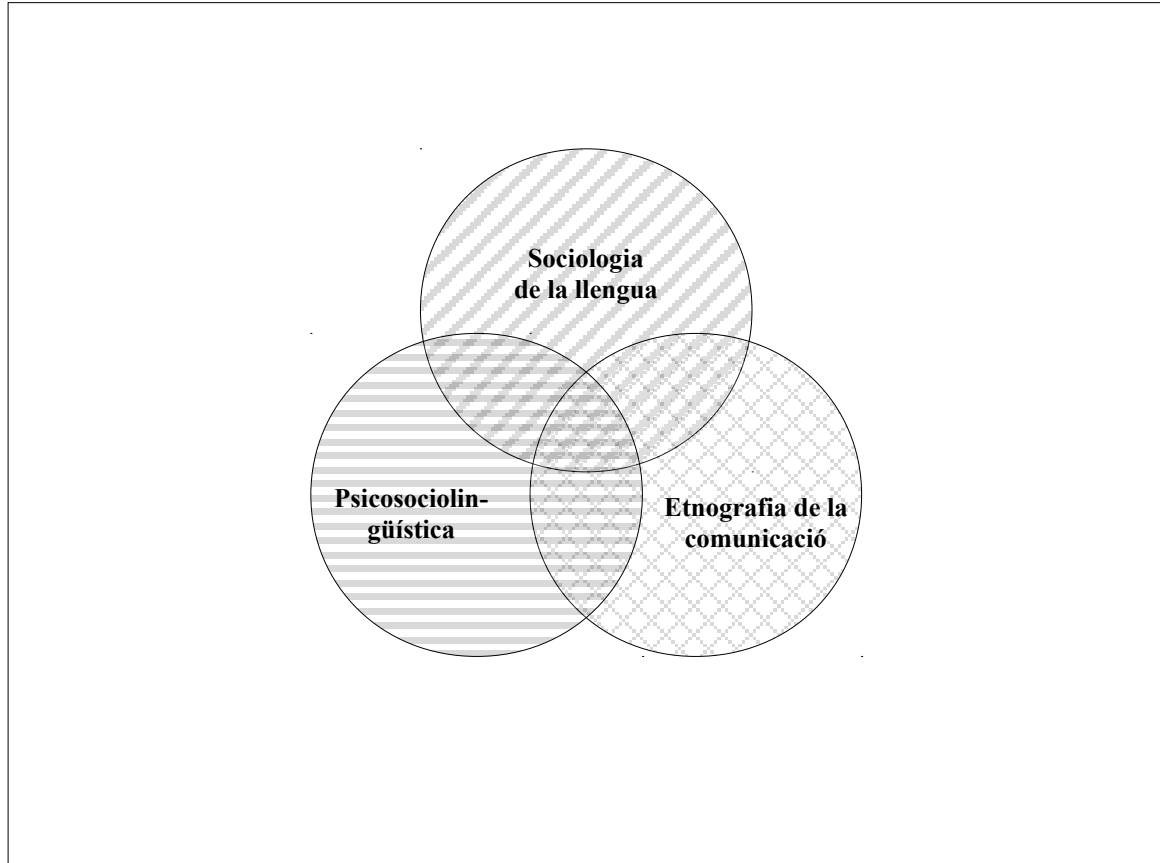 Sociologia
de la llengua
Psicosociolin-
güística
Etnografia de la
comunicació